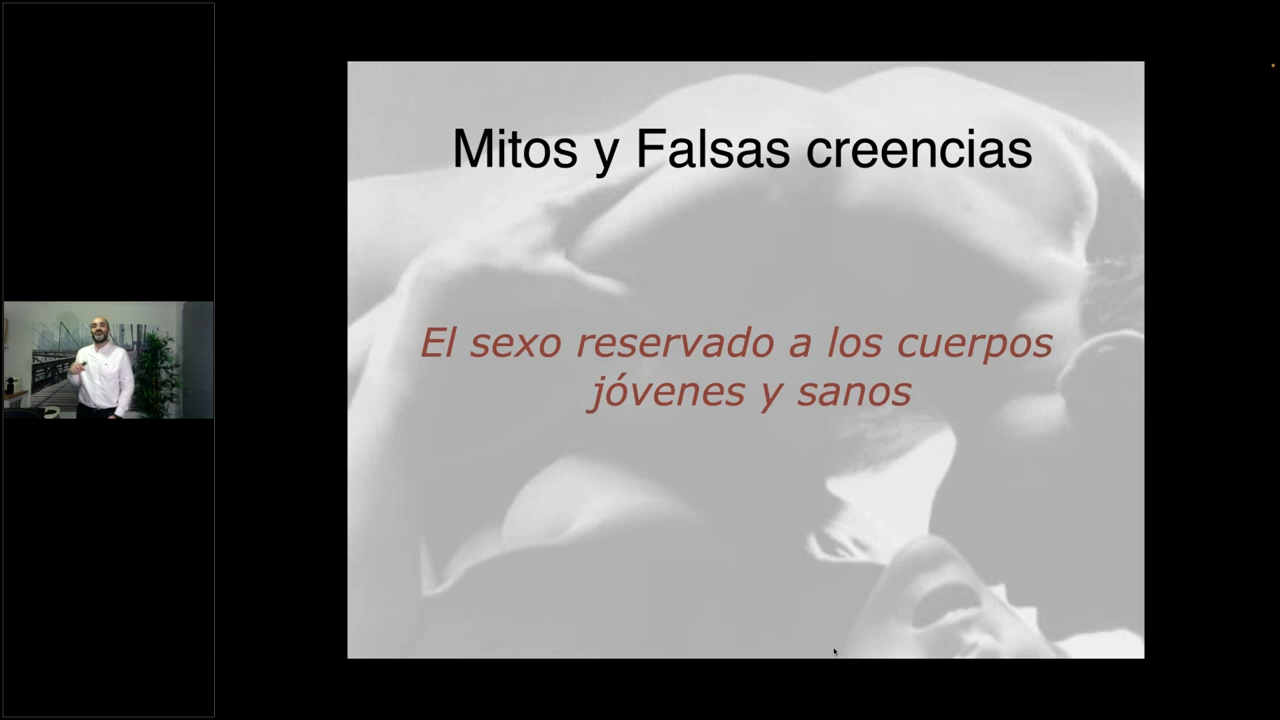 Mitos y Falsas creencias
El sexo reservado a los cuerpos
jóvenes y sanos